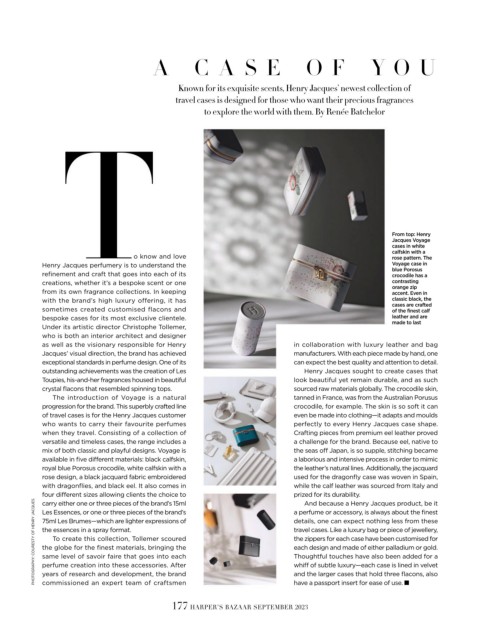 A CASE OF YOU
Known for its exquisite scents, Henry Jacques' newest collection of
travel cases is designed for those who want their precious fragrances
to explore the world with them. By Renée Batchelor
To know and love
Henry Jacques perfumery is to understand the
refinement and craft that goes into each of its
creations, whether it's a bespoke scent or one
from its own fragrance collections. In keeping
with the brand's high luxury offering, it has
sometimes created customised flacons and
bespoke cases for its most exclusive clientele.
Under its artistic director Christophe Tollemer,
who is both an interior architect and designer
as well as the visionary responsible for Henry
Jacques' visual direction, the brand has achieved
exceptional standards in perfume design. One of its
outstanding achievements was the creation of Les
Toupies, his-and-her fragrances housed in beautiful
crystal flacons that resembled spinning tops.
The introduction of Voyage is a natural
progression for the brand. This superbly crafted line
of travel cases is for the Henry Jacques customer
who wants to carry their favourite perfumes
when they travel. Consisting of a collection of
versatile and timeless cases, the range includes a
mix of both classic and playful designs. Voyage is
available in five different materials: black calfskin,
royal blue Porosus crocodile, white calfskin with a
rose design, a black jacquard fabric embroidered
with dragonflies, and black eel. It also comes in
four different sizes allowing clients the choice to
carry either one or three pieces of the brand's 15ml
Les Essences, or one or three pieces of the brand's
75ml Les Brumes—which are lighter expressions of
the essences in a spray format.
To create this collection, Tollemer scoured
the globe for the finest materials, bringing the
same level of savoir faire that goes into each
perfume creation into these accessories. After
years of research and development, the brand
commissioned an expert team of craftsmen
From top: Henry
Jacques Voyage
cases in white
calfskin with a
rose pattern. The
Voyage case in
blue Porosus
crocodile has a
contrasting
orange zip
accent. Even in
classic black, the
cases are crafted
of the finest calf
leather and are
made to last
in collaboration with luxury leather and bag
manufacturers. With each piece made by hand, one
can expect the best quality and attention to detail.
Henry Jacques sought to create cases that
look beautiful yet remain durable, and as such
sourced raw materials globally. The crocodile skin,
tanned in France, was from the Australian Porusus
crocodile, for example. The skin is so soft it can
even be made into clothing—it adapts and moulds
perfectly to every Henry Jacques case shape.
Crafting pieces from premium eel leather proved
a challenge for the brand. Because eel, native to
the seas off Japan, is so supple, stitching became
a laborious and intensive process in order to mimic
the leather's natural lines. Additionally, the jacquard
used for the dragonfly case was woven in Spain,
while the calf leather was sourced from Italy and
prized for its durability.
And because a Henry Jacques product, be it
a perfume or accessory, is always about the finest
details, one can expect nothing less from these
travel cases. Like a luxury bag or piece of jewellery,
the zippers for each case have been customised for
each design and made of either palladium or gold.
Thoughtful touches have also been added for a
whiff of subtle luxury—each case is lined in velvet
and the larger cases that hold three flacons, also
have a passport insert for ease of use. ■
PHOTOGRAPHY: COURTESY OF HENRY JACQUES
177 HARPER'S BAZAAR SEPTEMBER 2023